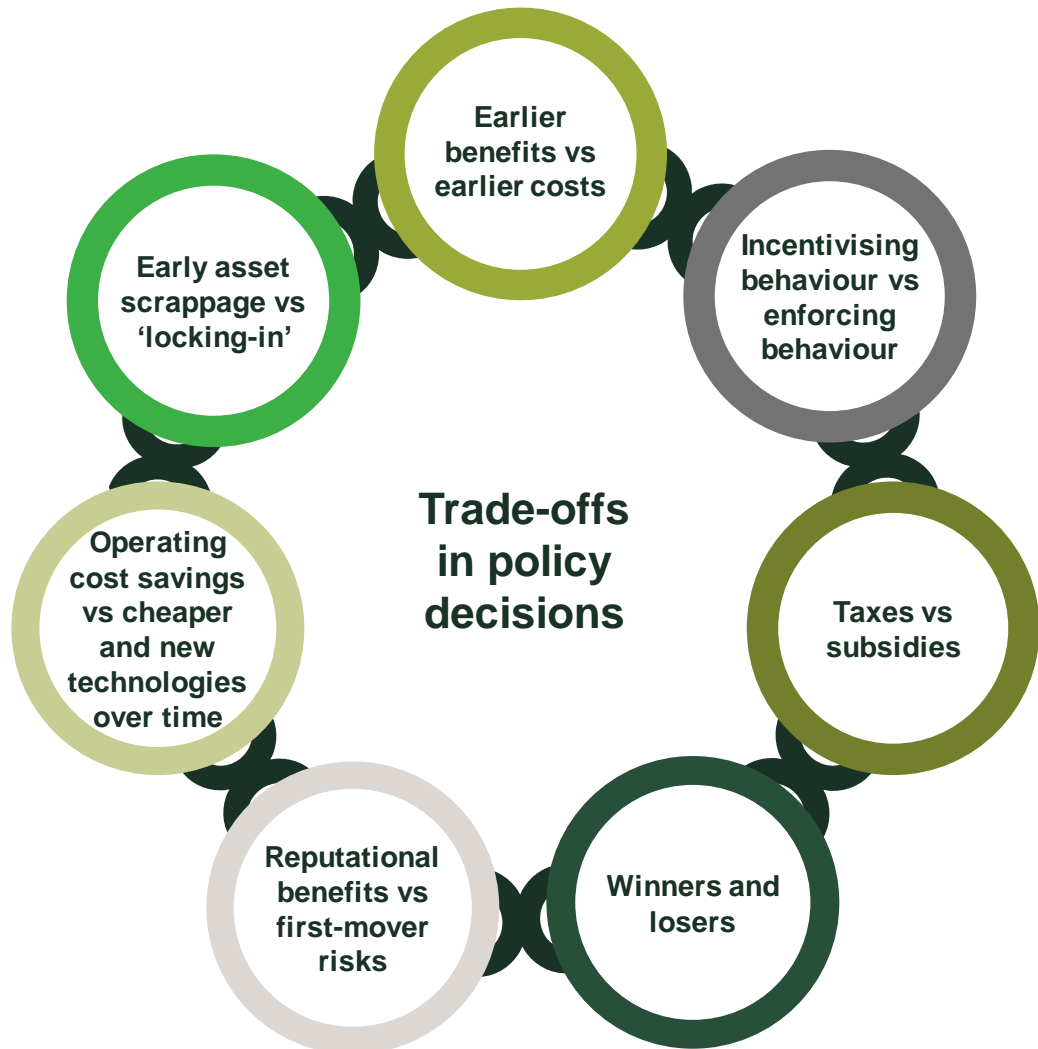 Earlier
benefits vs
earlier costs
Incentivising
behaviour vs
enforcing
behaviour
Taxes vs
subsidies
Winners and
losers
Reputational
benefits vs
first-mover
risks
Operating
cost savings
vs cheaper
and new
technologies
over time
Early asset
scrappage vs
‘locking-in’
Trade-offs
in policy
decisions